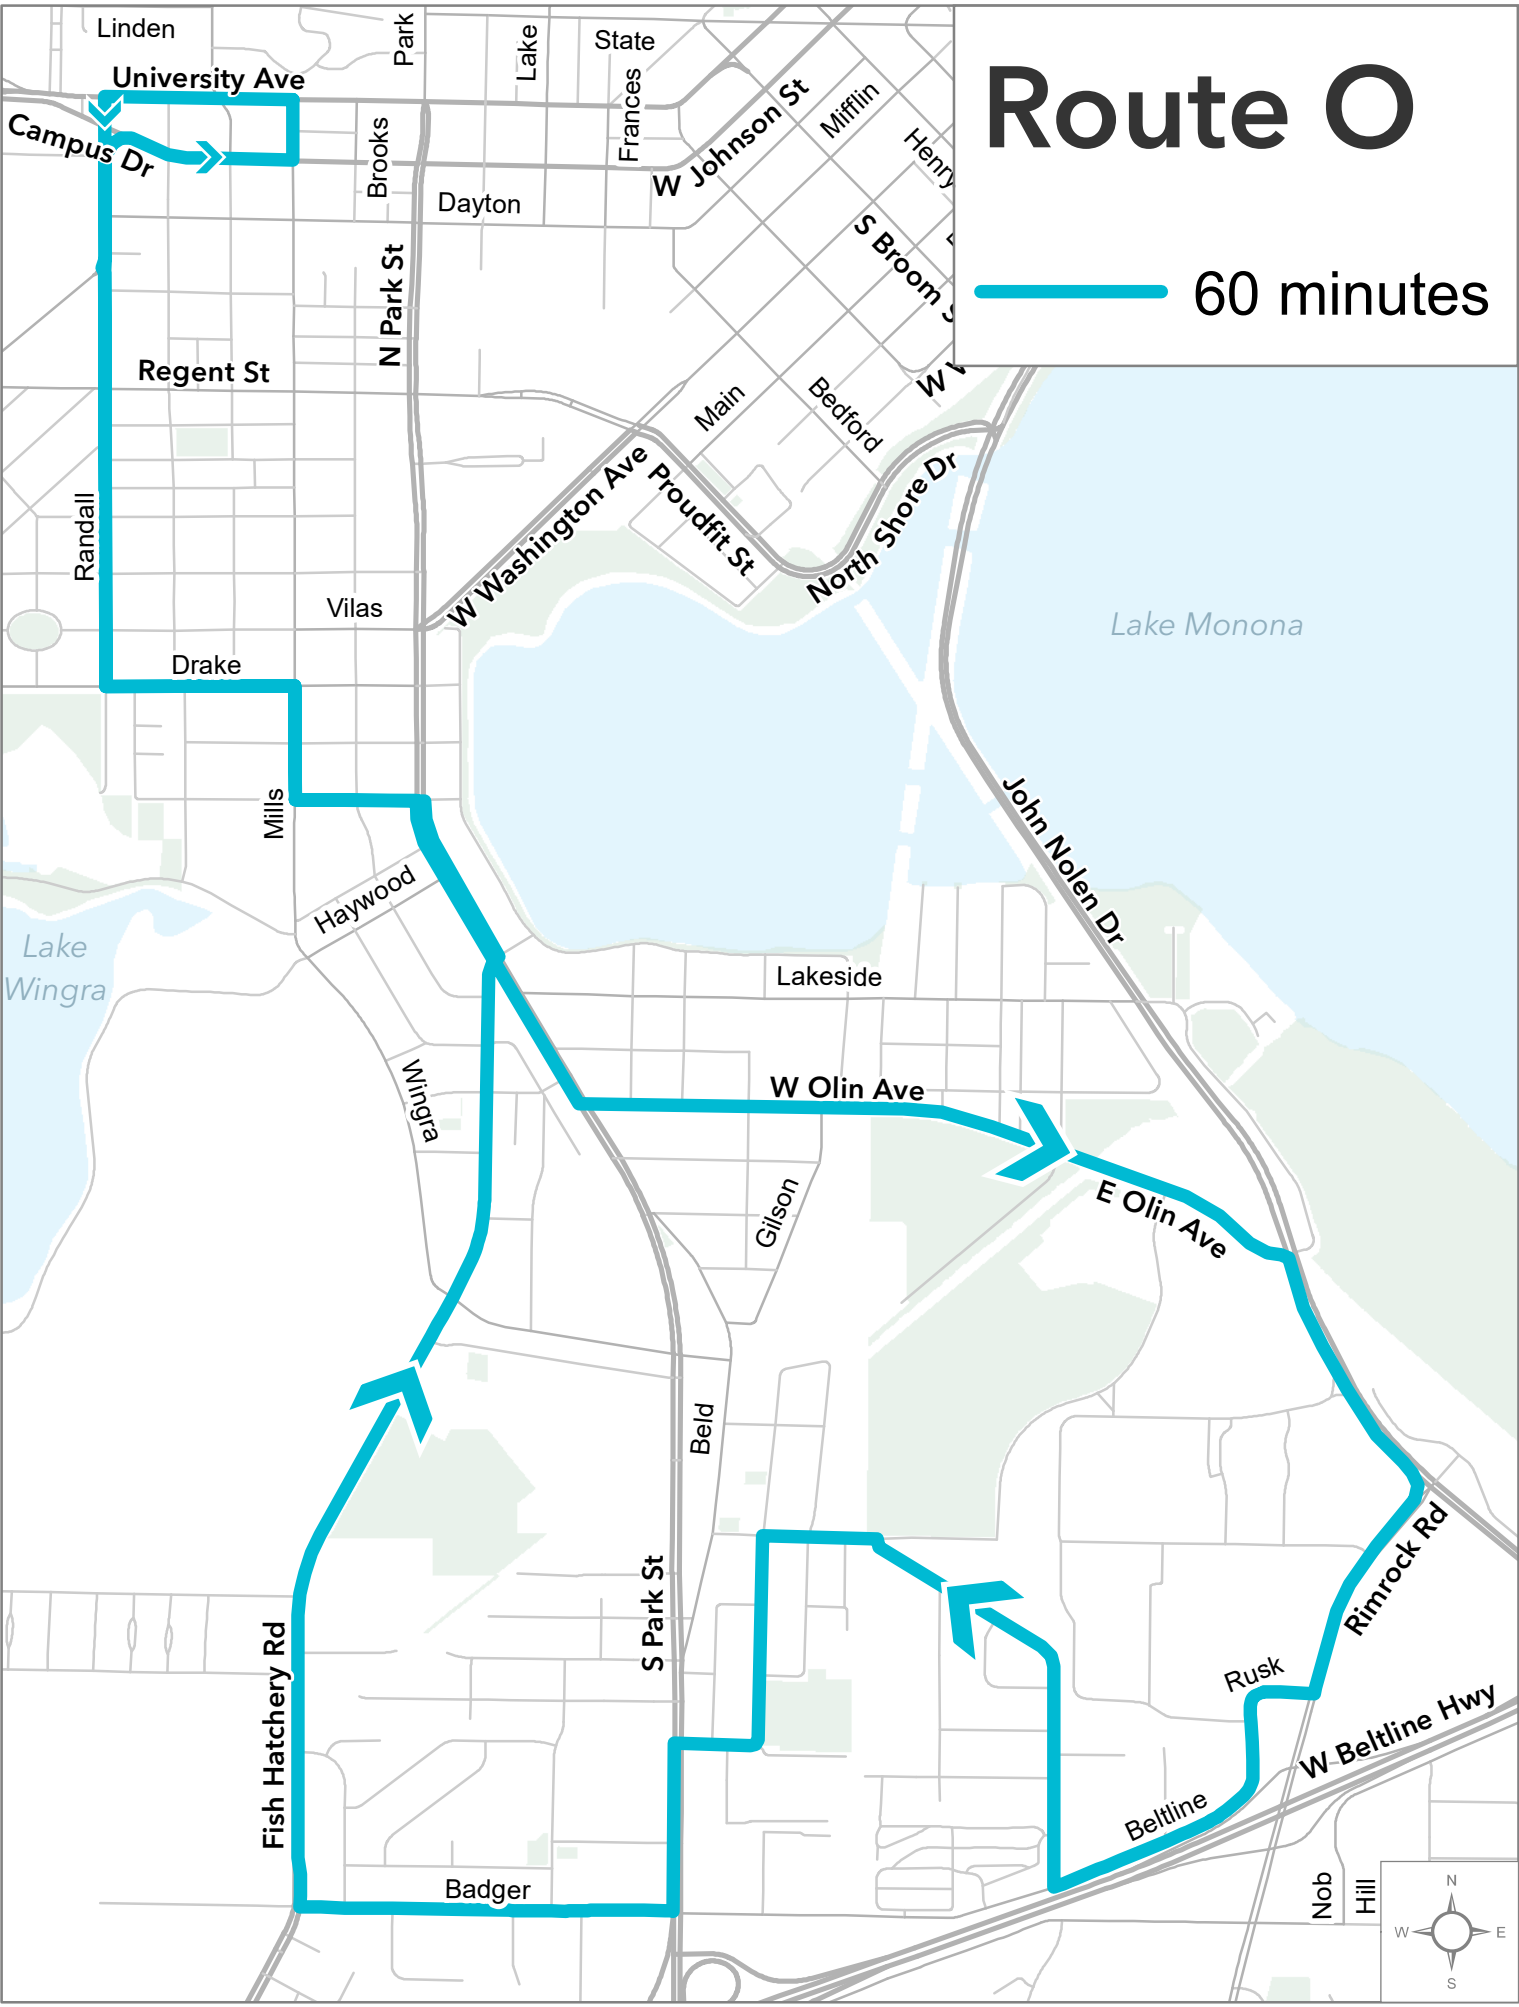 Route O
60 minutes
Linden
Park
Lake
State
University Ave
Frances
W Johnson St
Mifflin
Henry
Campus Dr
Brooks
Dayton
S Broom S
N Park St
Regent St
W
Main
Bedford
Randall
W Washington Ave
Proudfit St
North Shore Dr
Vilas
Lake Monona
Drake
Mills
John Nolen Dr
Haywood
Lake
Wingra
Lakeside
Wingra
W Olin Ave
E Olin Ave
Gilson
Beld
Rimrock Rd
S Park St
Fish Hatchery Rd
Rusk
W Beltline Hwy
Beltline
Badger
Nob
Hill
N
W
E
S